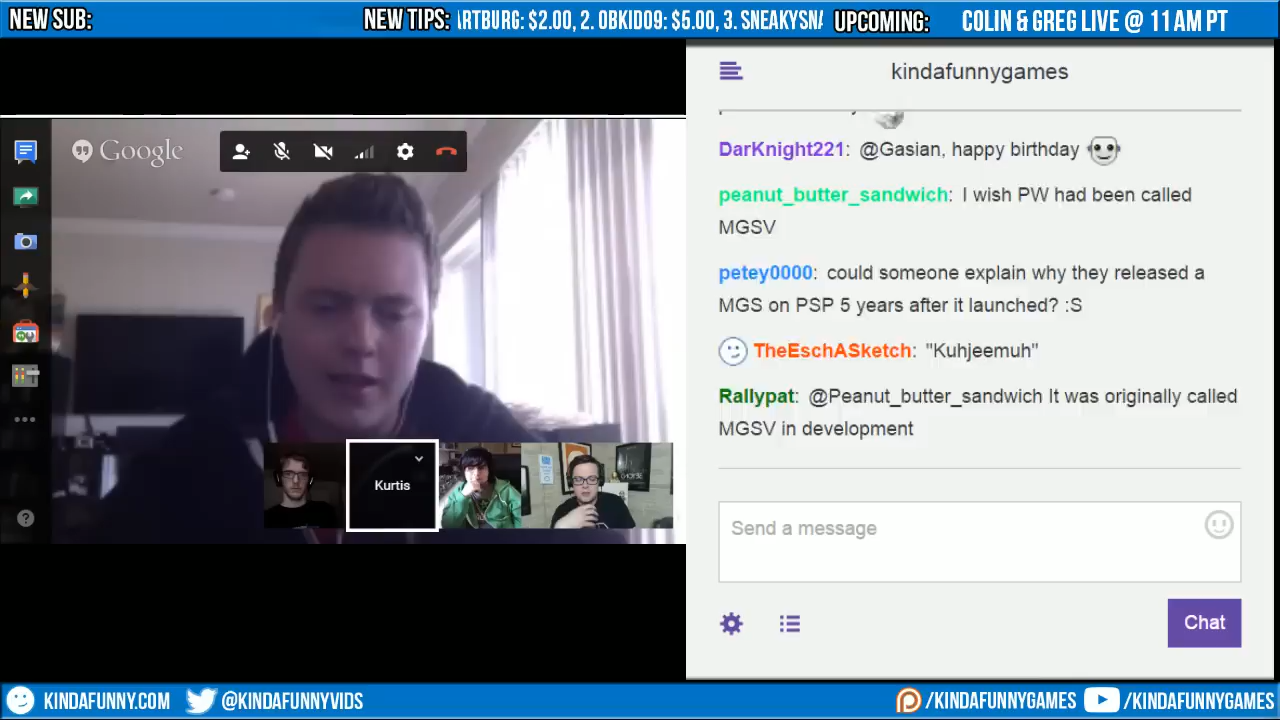 NEW SUB:
NEW TIPS:
RTBURG: $2.00, 2. OBKID09: $5.00, 3. SNEAKYSNA
UPCOMING:
COLIN & GREG LIVE @ 11 AM PT
kindafunnygames
Google
DarKnight221: @Gasian, happy birthday
peanut_butter_sandwich: I wish PW had been called
MGSV
petey0000: could someone explain why they released a
MGS on PSP 5 years after it launched? :S
TheEschASketch: "Kuhjeemuh"
Rallypat: @Peanut_butter_sandwich It was originally called
MGSV in development
Kurtis
Send a message
Chat
KINDAFUNNY.COM
@KINDAFUNNYVIDS
/KINDAFUNNYGAMES
/KINDAFUNNYGAMES